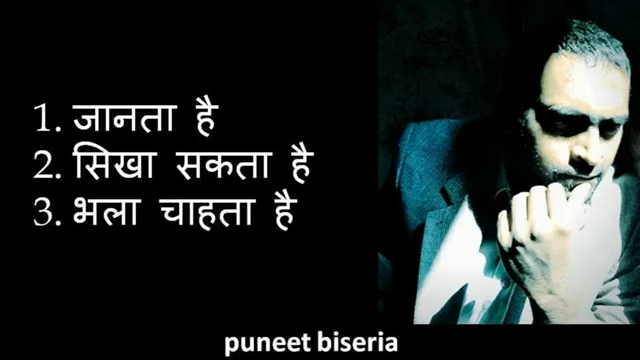 1. जानता है
2. सिखा सकता है
3. भला चाहता है
puneet biseria